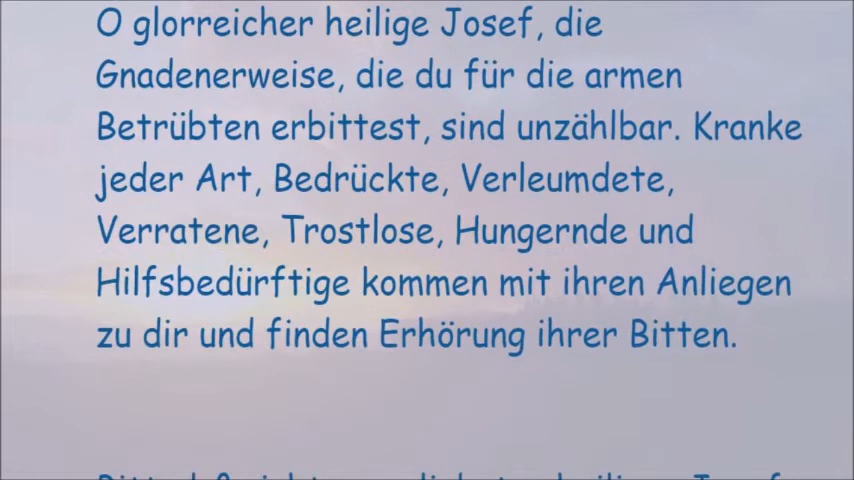 O glorreicher heilige Josef, die
Gnadenerweise, die du für die armen
Betrübten erbittest, sind unzählbar. Kranke
jeder Art, Bedrückte, Verleumdete,
Verratene, Trostlose, Hungernde und
Hilfsbedürftige kommen mit ihren Anliegen
zu dir und finden Erhörung ihrer Bitten.